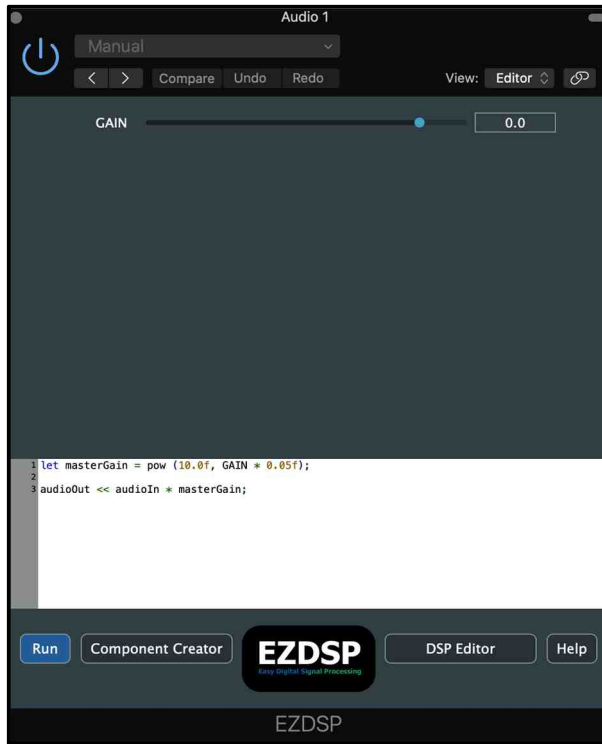 Audio 1
Manual
Compare Undo Redo View: Editor
GAIN 0.0
1 let masterGain = pow (10.0f, GAIN * 0.05f);
2
3 audioOut << audioIn * masterGain;
Run Component Creator EZDSP DSP Editor Help
Easy Digital Signal Processing
EZDSP